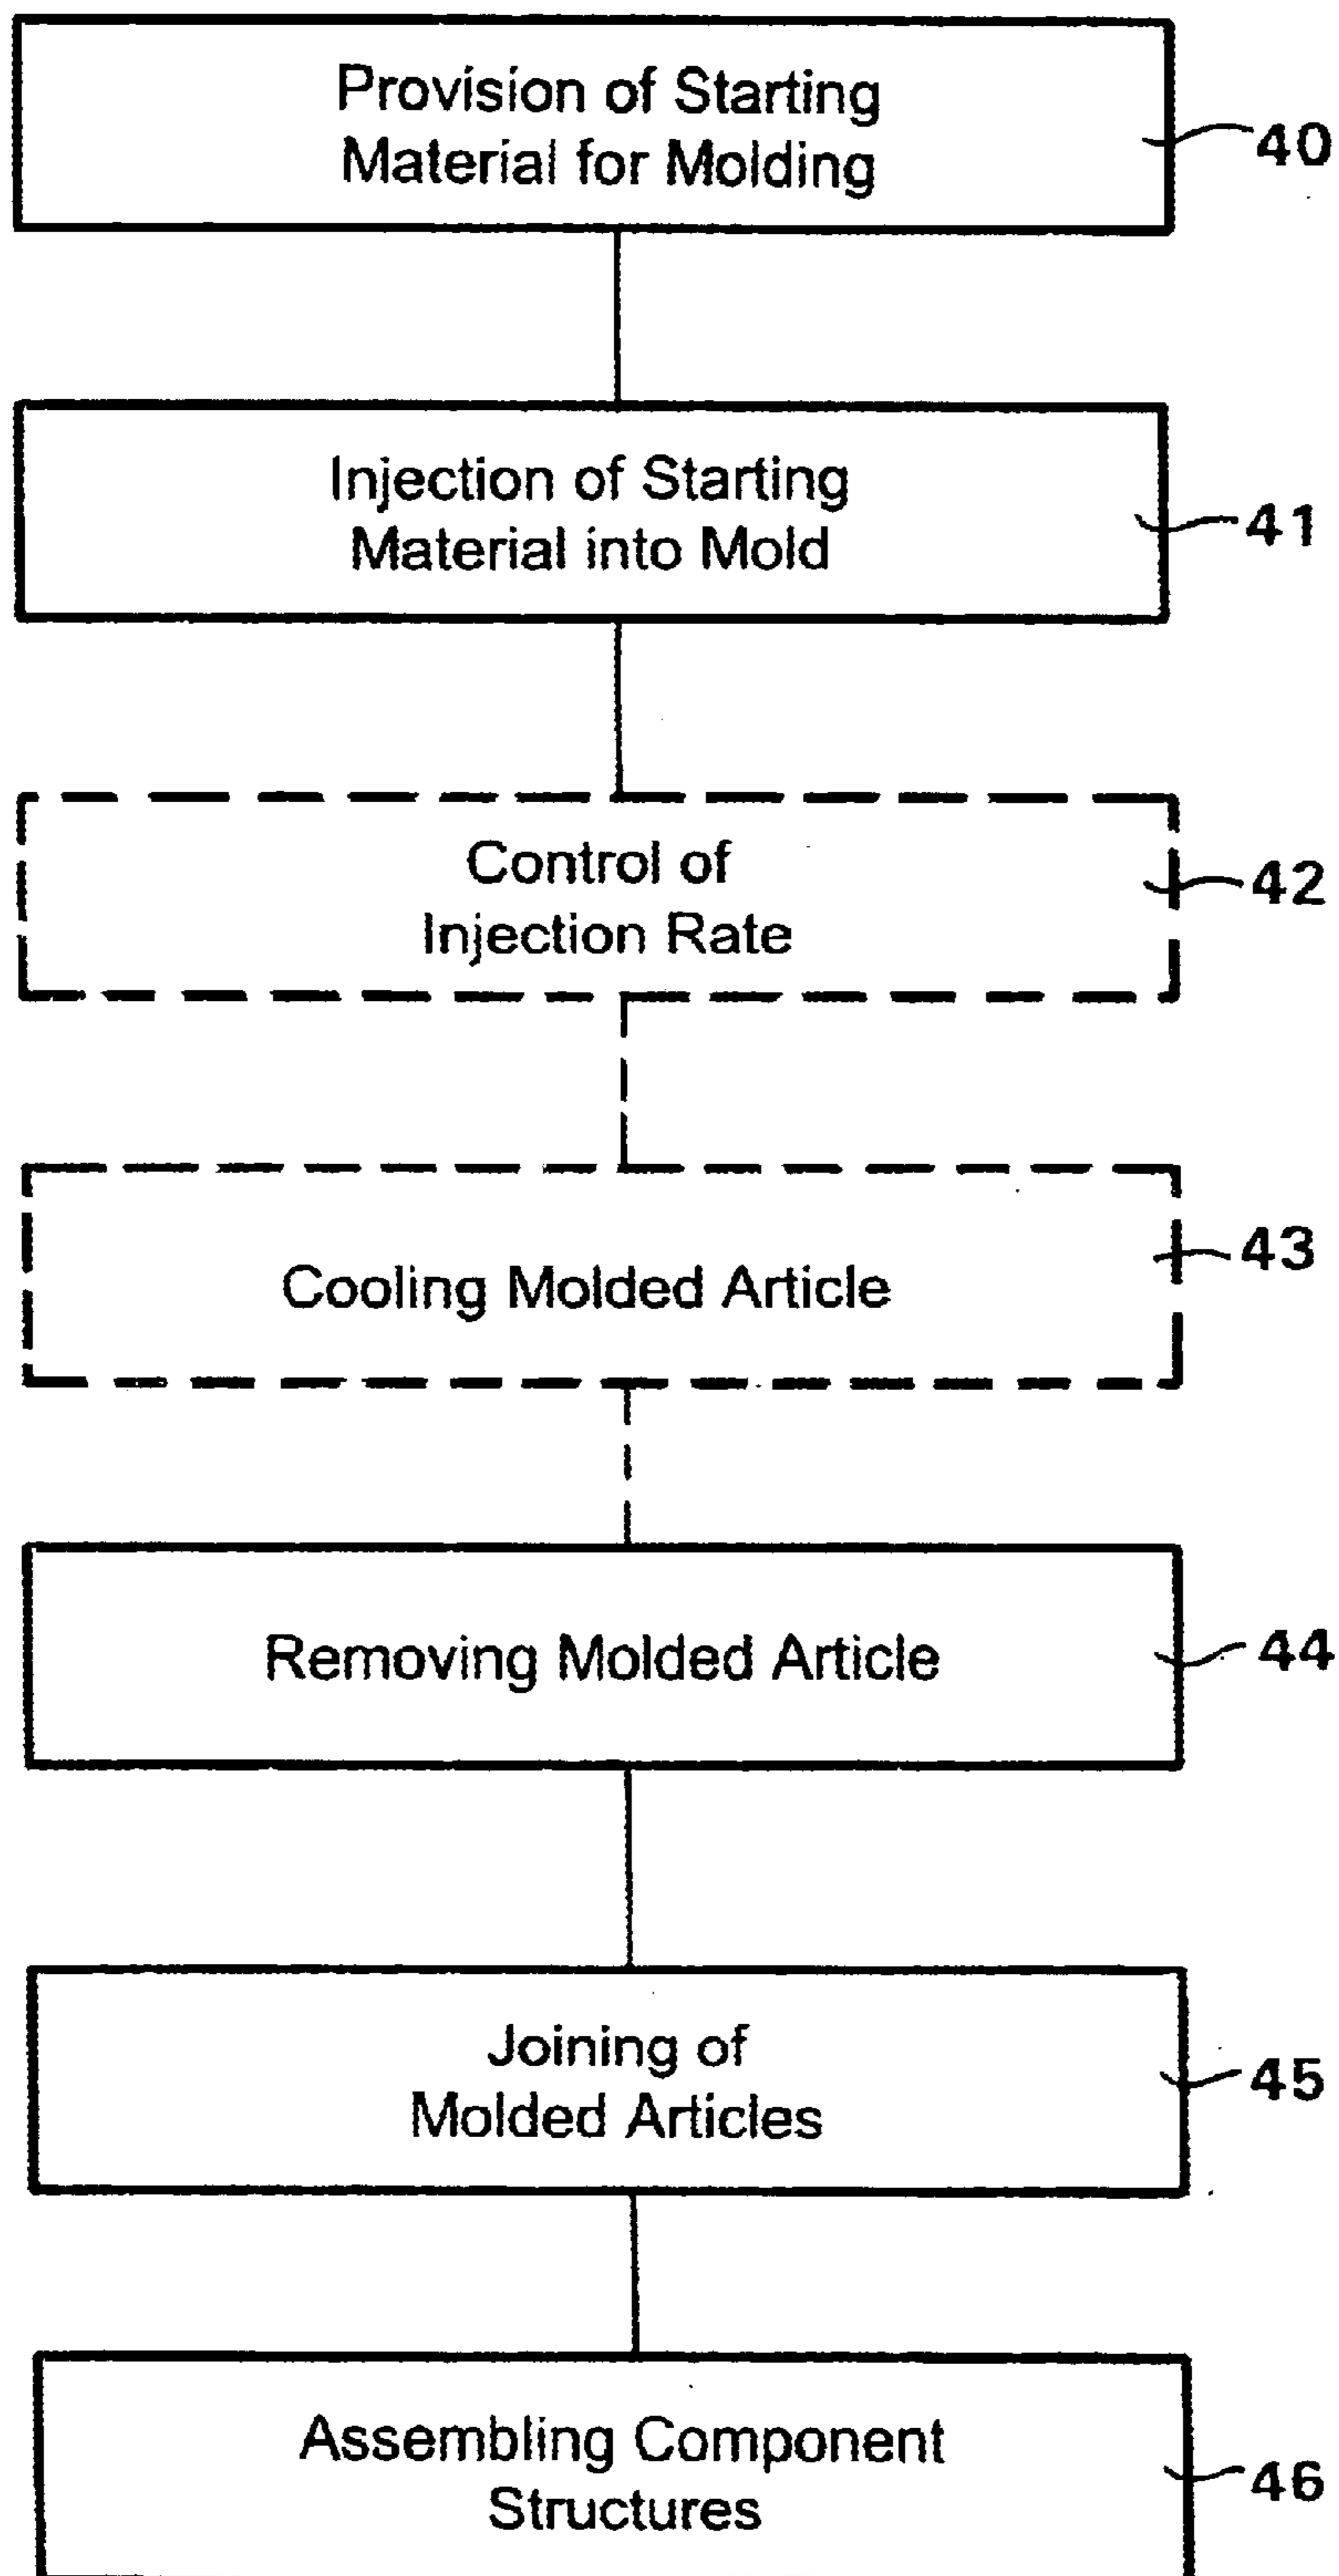 Provision of Starting
Material for Molding
40
Injection of Starting
Material into Mold
41
Control of
Injection Rate
42
Cooling Molded Article
43
Removing Molded Article
44
Joining of
Molded Articles
45
Assembling Component
Structures
46